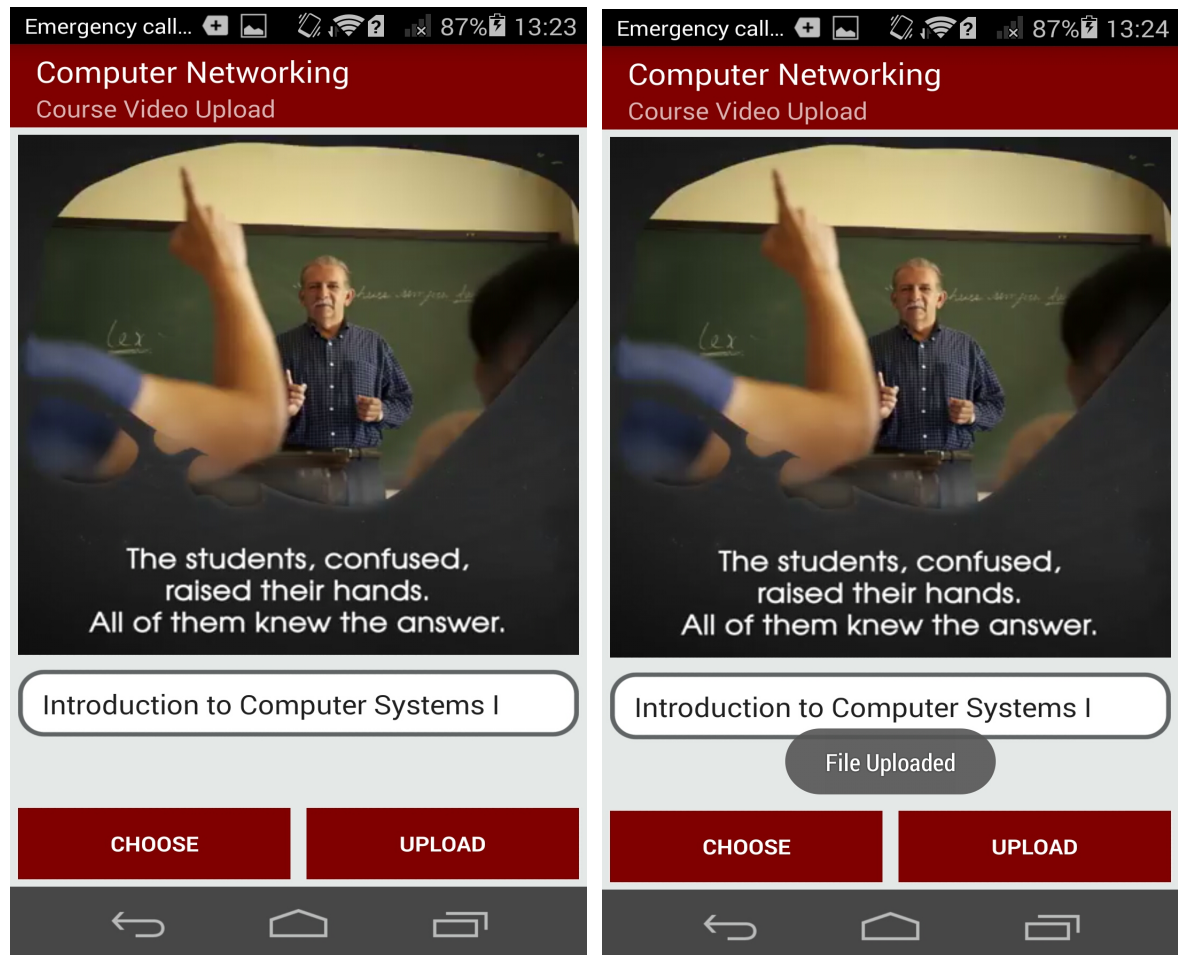 Emergency call... 87% 13:23
Computer Networking
Course Video Upload
lex
The students, confused,
raised their hands.
All of them knew the answer.
Introduction to Computer Systems I
CHOOSE UPLOAD
Emergency call... 87% 13:24
Computer Networking
Course Video Upload
lex
The students, confused,
raised their hands.
All of them knew the answer.
Introduction to Computer Systems I
File Uploaded
CHOOSE UPLOAD